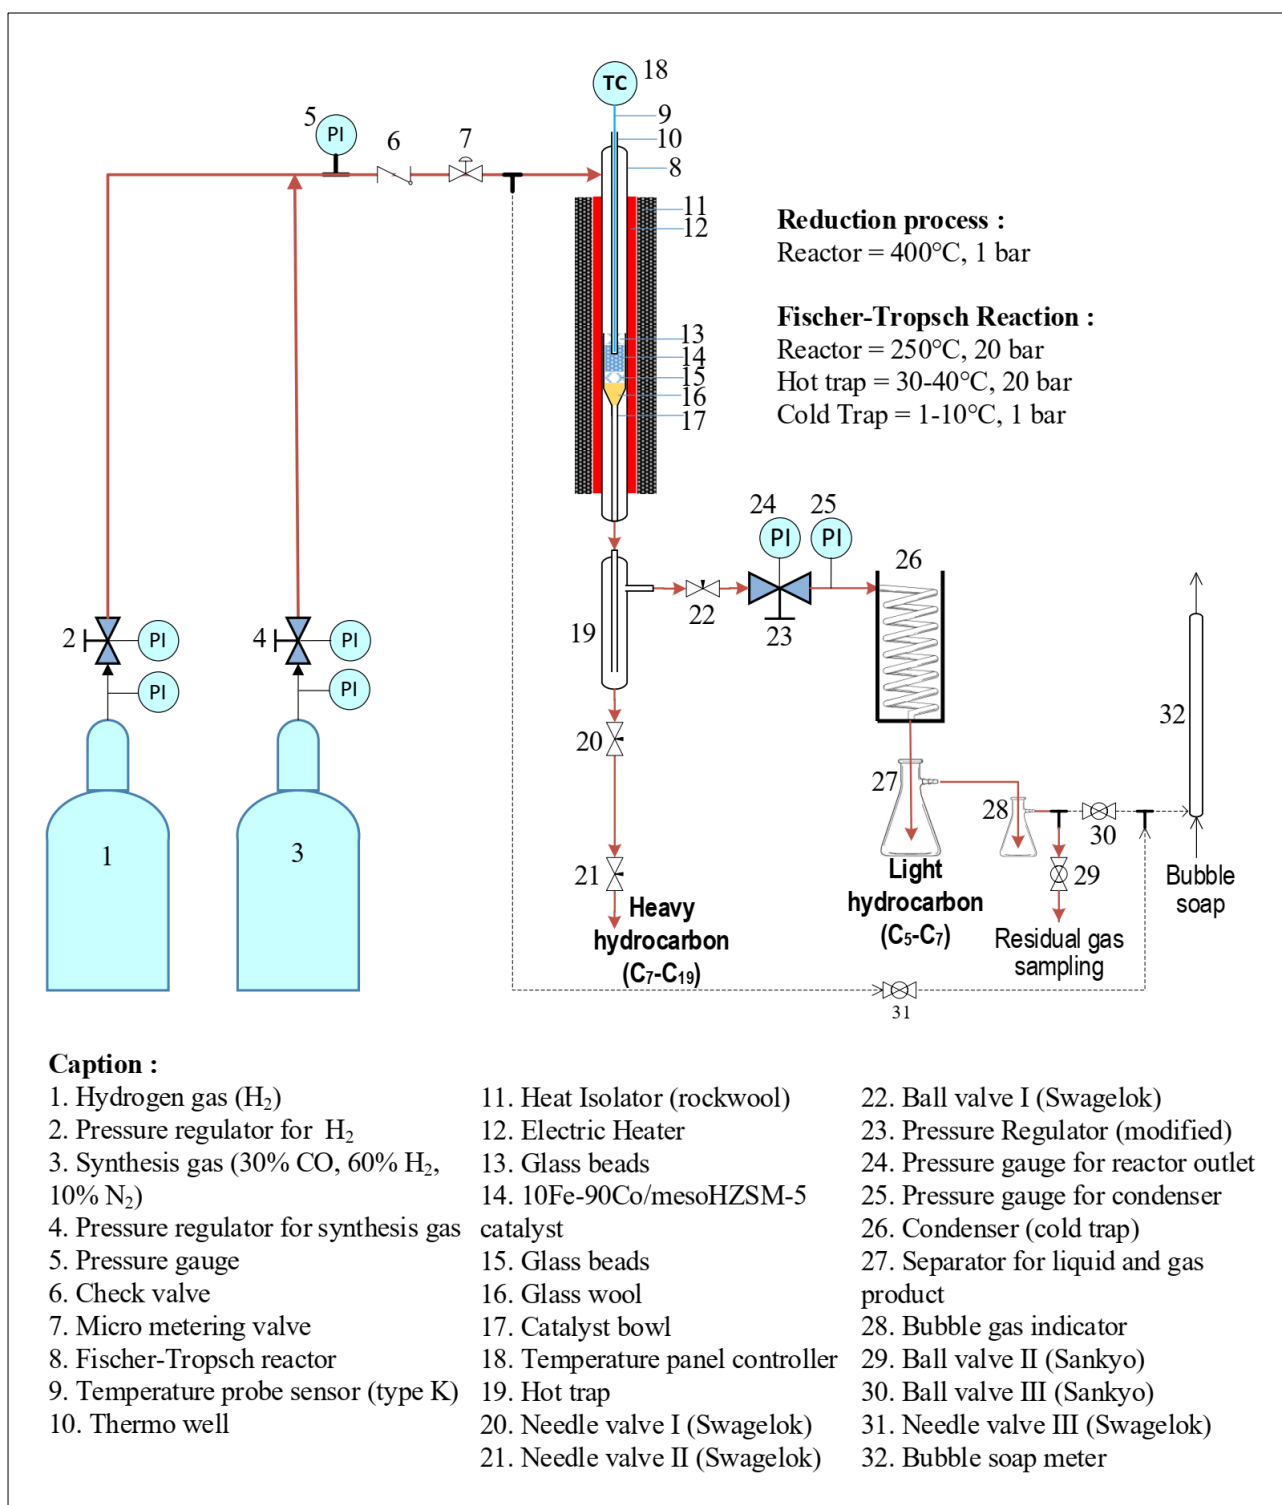 18
TC
9
5
PI
6
7
10
8
11
12
Reduction process :
Reactor = 400°C, 1 bar
Fischer-Tropsch Reaction :
Reactor = 250°C, 20 bar
Hot trap = 30-40°C, 20 bar
Cold Trap = 1-10°C, 1 bar
13
14
15
16
17
24
25
PI
PI
26
22
23
19
2
PI
4
PI
PI
PI
32
20
27
28
30
1
3
21
29
Light
hydrocarbon
(C₅-C₇)
Bubble
soap
Heavy
hydrocarbon
(C₇-C₁₉)
Residual gas
sampling
31
Caption :
1. Hydrogen gas (H₂)
2. Pressure regulator for H₂
3. Synthesis gas (30% CO, 60% H₂,
10% N₂)
4. Pressure regulator for synthesis gas
5. Pressure gauge
6. Check valve
7. Micro metering valve
8. Fischer-Tropsch reactor
9. Temperature probe sensor (type K)
10. Thermo well
11. Heat Isolator (rockwool)
12. Electric Heater
13. Glass beads
14. 10Fe-90Co/mesoHZSM-5
catalyst
15. Glass beads
16. Glass wool
17. Catalyst bowl
18. Temperature panel controller
19. Hot trap
20. Needle valve I (Swagelok)
21. Needle valve II (Swagelok)
22. Ball valve I (Swagelok)
23. Pressure Regulator (modified)
24. Pressure gauge for reactor outlet
25. Pressure gauge for condenser
26. Condenser (cold trap)
27. Separator for liquid and gas
product
28. Bubble gas indicator
29. Ball valve II (Sankyo)
30. Ball valve III (Sankyo)
31. Needle valve III (Swagelok)
32. Bubble soap meter